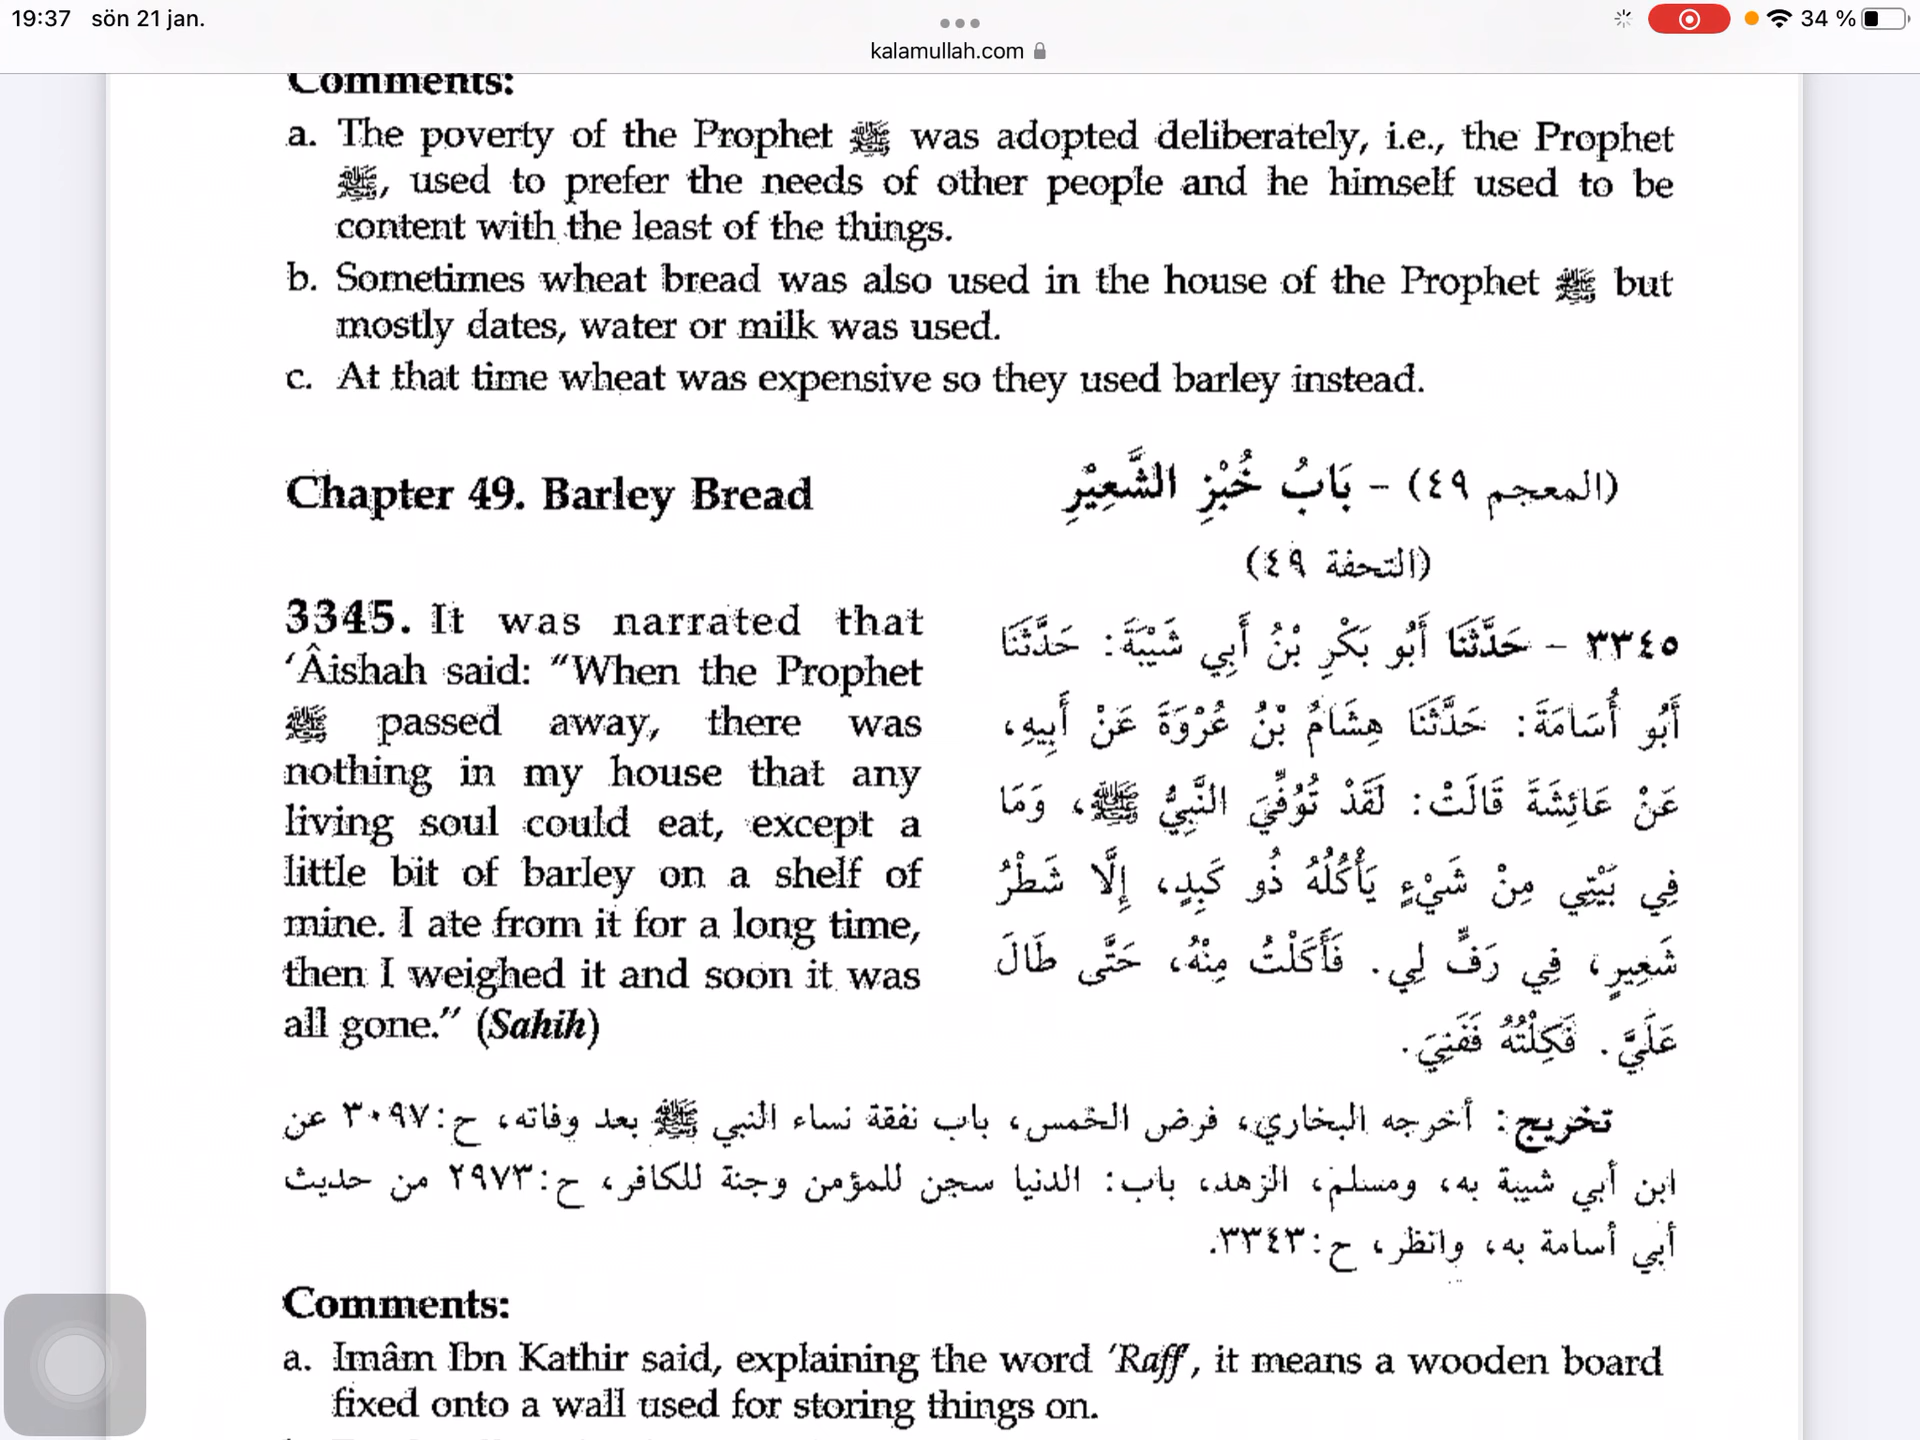 19:37 sön 21 jan.
34 %
kalamullah.com
Comments:
a. The poverty of the Prophet ﷺ was adopted deliberately, i.e., the Prophet
ﷺ, used to prefer the needs of other people and he himself used to be
content with the least of the things.
b. Sometimes wheat bread was also used in the house of the Prophet ﷺ but
mostly dates, water or milk was used.
c. At that time wheat was expensive so they used barley instead.
Chapter 49. Barley Bread
(المعجم ٤٩) - بَابُ خُبْزِ الشَّعِيْرِ
(التحفة ٤٩)
3345. It was narrated that
‘Âishah said: “When the Prophet
ﷺ passed away, there was
nothing in my house that any
living soul could eat, except a
little bit of barley on a shelf of
mine. I ate from it for a long time,
then I weighed it and soon it was
all gone.” (Sahih)
٣٣٤٥ - حَدَّثَنَا أَبُو بَكْرِ بْنُ أَبِي شَيْبَةَ: حَدَّثَنَا
أَبُو أُسَامَةَ: حَدَّثَنَا هِشَامُ بْنُ عُرْوَةَ عَنْ أَبِيهِ،
عَنْ عَائِشَةَ قَالَتْ: لَقَدْ تُوُفِّيَ النَّبِيُّ ﷺ، وَمَا
فِي بَيْتِي مِنْ شَيْءٍ يَأْكُلُهُ ذُو كَبِدٍ، إِلَّا شَطْرُ
شَعِيرٍ، فِي رَفٍّ لِي. فَأَكَلْتُ مِنْهُ، حَتَّى طَالَ
عَلَيَّ. فَكِلْتُهُ فَفَنِيَ.
تخريج: أخرجه البخاري، فرض الخمس، باب نفقة نساء النبي ﷺ بعد وفاته، ح:٣٠٩٧ عن
ابن أبي شيبة به، ومسلم، الزهد، باب: الدنيا سجن للمؤمن وجنة للكافر، ح:٢٩٧٣ من حديث
أبي أسامة به، وانظر، ح:٣٣٤٣.
Comments:
a. Imâm Ibn Kathir said, explaining the word ‘Raff’, it means a wooden board
fixed onto a wall used for storing things on.